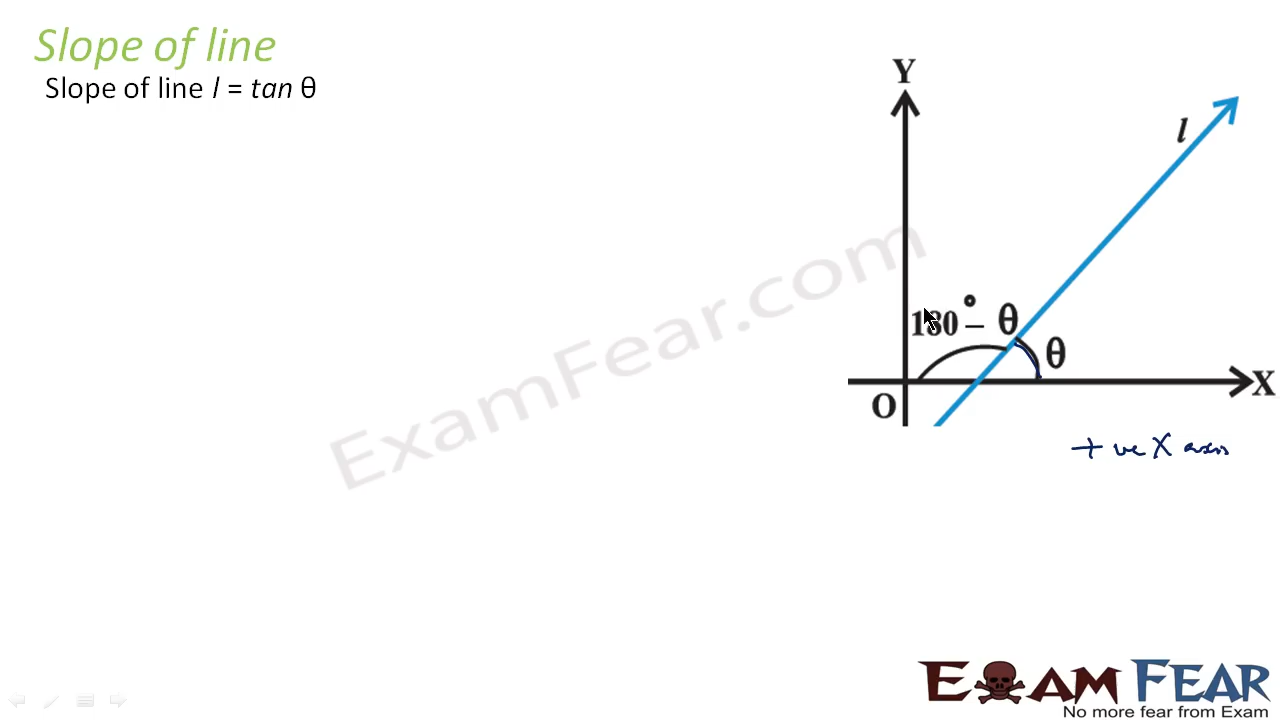 Slope of line
Slope of line l = tan θ
Y
l
180° – θ
θ
X
O
+ve X axis
ExamFear.com
EXAM FEAR
No more fear from Exam